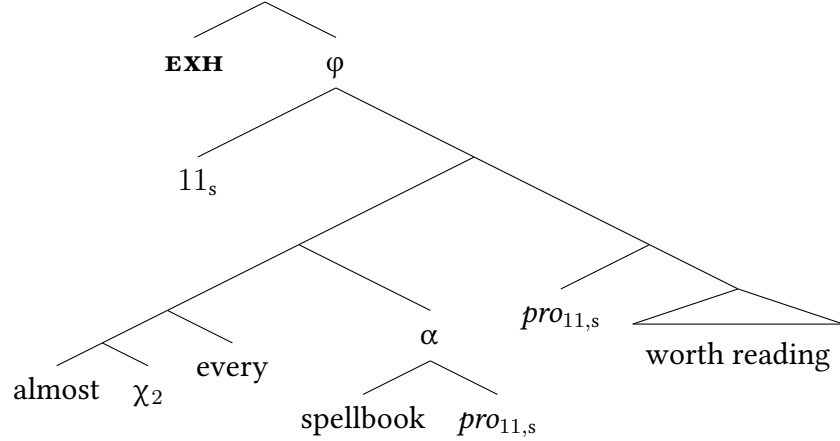 EXH φ
11s
almost χ2 every
α
spellbook pro11,s
pro11,s
worth reading